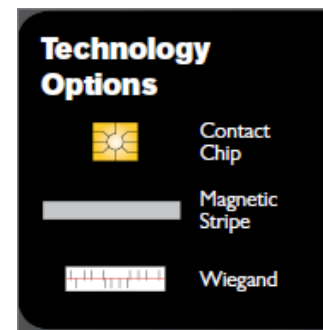 Technology
Options
Contact
Chip
Magnetic
Stripe
Wiegand